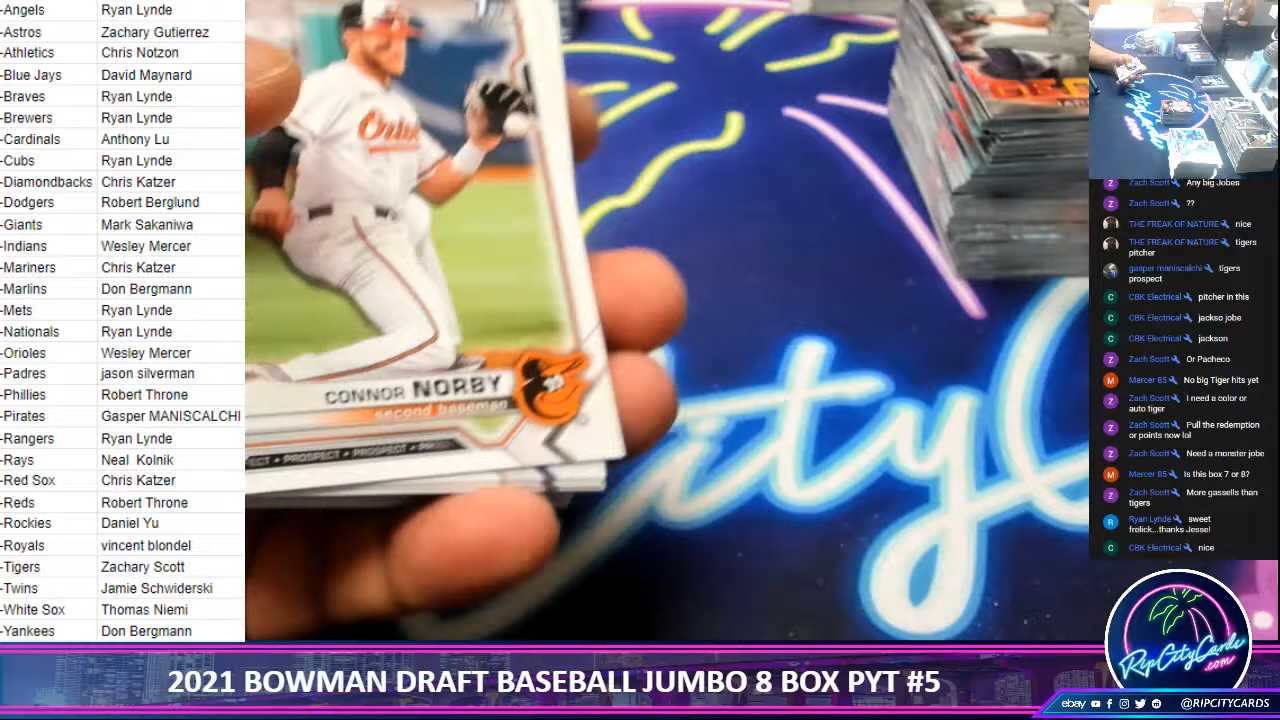 -Angels Ryan Lynde
-Astros Zachary Gutierrez
-Athletics Chris Notzon
-Blue Jays David Maynard
-Braves Ryan Lynde
-Brewers Ryan Lynde
-Cardinals Anthony Lu
-Cubs Ryan Lynde
-Diamondbacks Chris Katzer
-Dodgers Robert Berglund
-Giants Mark Sakaniwa
-Indians Wesley Mercer
-Mariners Chris Katzer
-Marlins Don Bergmann
-Mets Ryan Lynde
-Nationals Ryan Lynde
-Orioles Wesley Mercer
-Padres jason silverman
-Phillies Robert Throne
-Pirates Gasper MANISCALCHI
-Rangers Ryan Lynde
-Rays Neal Kolnik
-Red Sox Chris Katzer
-Reds Robert Throne
-Rockies Daniel Yu
-Royals vincent blondel
-Tigers Zachary Scott
-Twins Jamie Schwiderski
-White Sox Thomas Niemi
-Yankees Don Bergmann
CONNOR NORBY
second baseman
PROSPECT • PROSPECT
ityC
Z Zach Scott Any big Jobes
Z Zach Scott ??
THE FREAK OF NATURE nice
THE FREAK OF NATURE tigers
pitcher
gasper maniscalchi tigers
prospect
C CBK Electrical pitcher in this
C CBK Electrical jackso jobe
C CBK Electrical jackson
Z Zach Scott Or Pacheco
M Mercer 85 No big Tiger hits yet
Z Zach Scott I need a color or
auto tiger
Z Zach Scott Pull the redemption
or points now lol
Z Zach Scott Need a monster jobe
M Mercer 85 Is this box 7 or 8?
Z Zach Scott More gassells than
tigers
R Ryan Lynde sweet
frelick...thanks Jesse!
C CBK Electrical nice
RipCityCards
.com
2021 BOWMAN DRAFT BASEBALL JUMBO 8 BOX PYT #5
ebay @RIPCITYCARDS